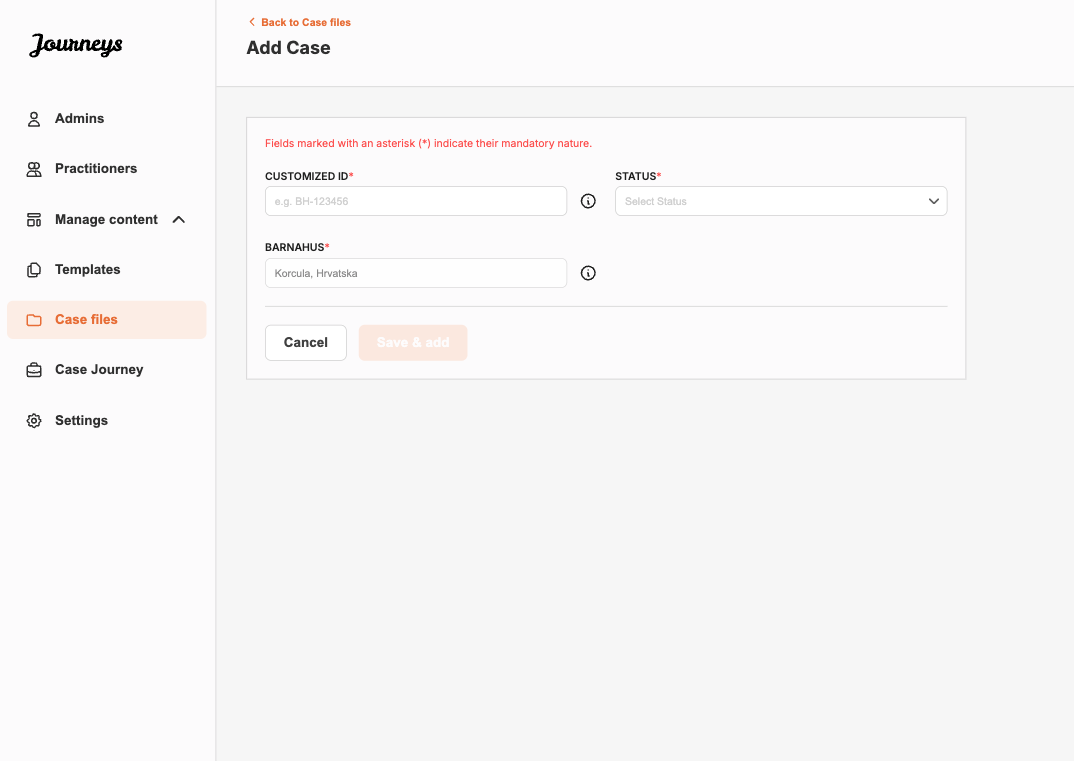 Journeys
Admins
Practitioners
Manage content
Templates
Case files
Case Journey
Settings
Back to Case files
Add Case
Fields marked with an asterisk (*) indicate their mandatory nature.
CUSTOMIZED ID*
e.g. BH-123456
STATUS*
Select Status
BARNAHUS*
Korcula, Hrvatska
Cancel
Save & add